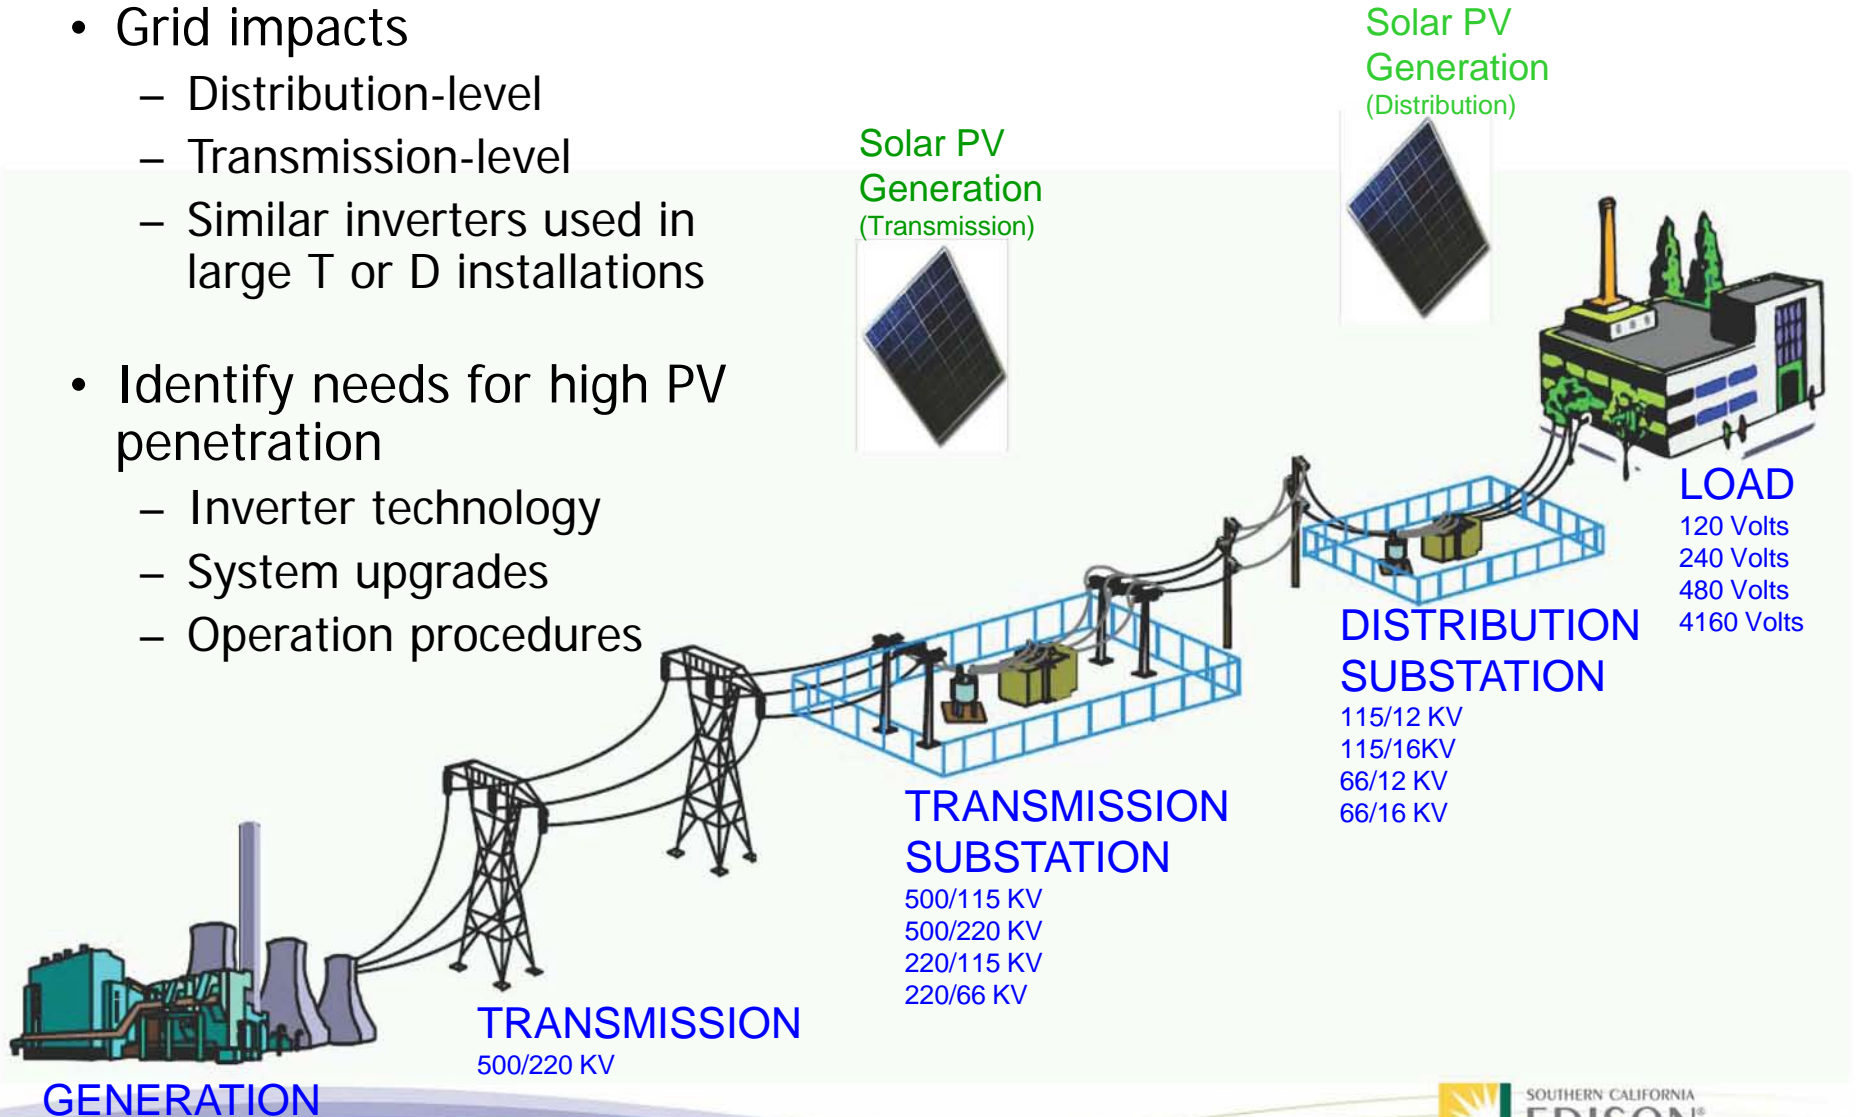 • Grid impacts
– Distribution-level
– Transmission-level
– Similar inverters used in
large T or D installations
• Identify needs for high PV
penetration
– Inverter technology
– System upgrades
– Operation procedures
Solar PV
Generation
(Transmission)
Solar PV
Generation
(Distribution)
LOAD
120 Volts
240 Volts
480 Volts
4160 Volts
DISTRIBUTION
SUBSTATION
115/12 KV
115/16KV
66/12 KV
66/16 KV
TRANSMISSION
SUBSTATION
500/115 KV
500/220 KV
220/115 KV
220/66 KV
TRANSMISSION
500/220 KV
GENERATION
SOUTHERN CALIFORNIA
EDISON®